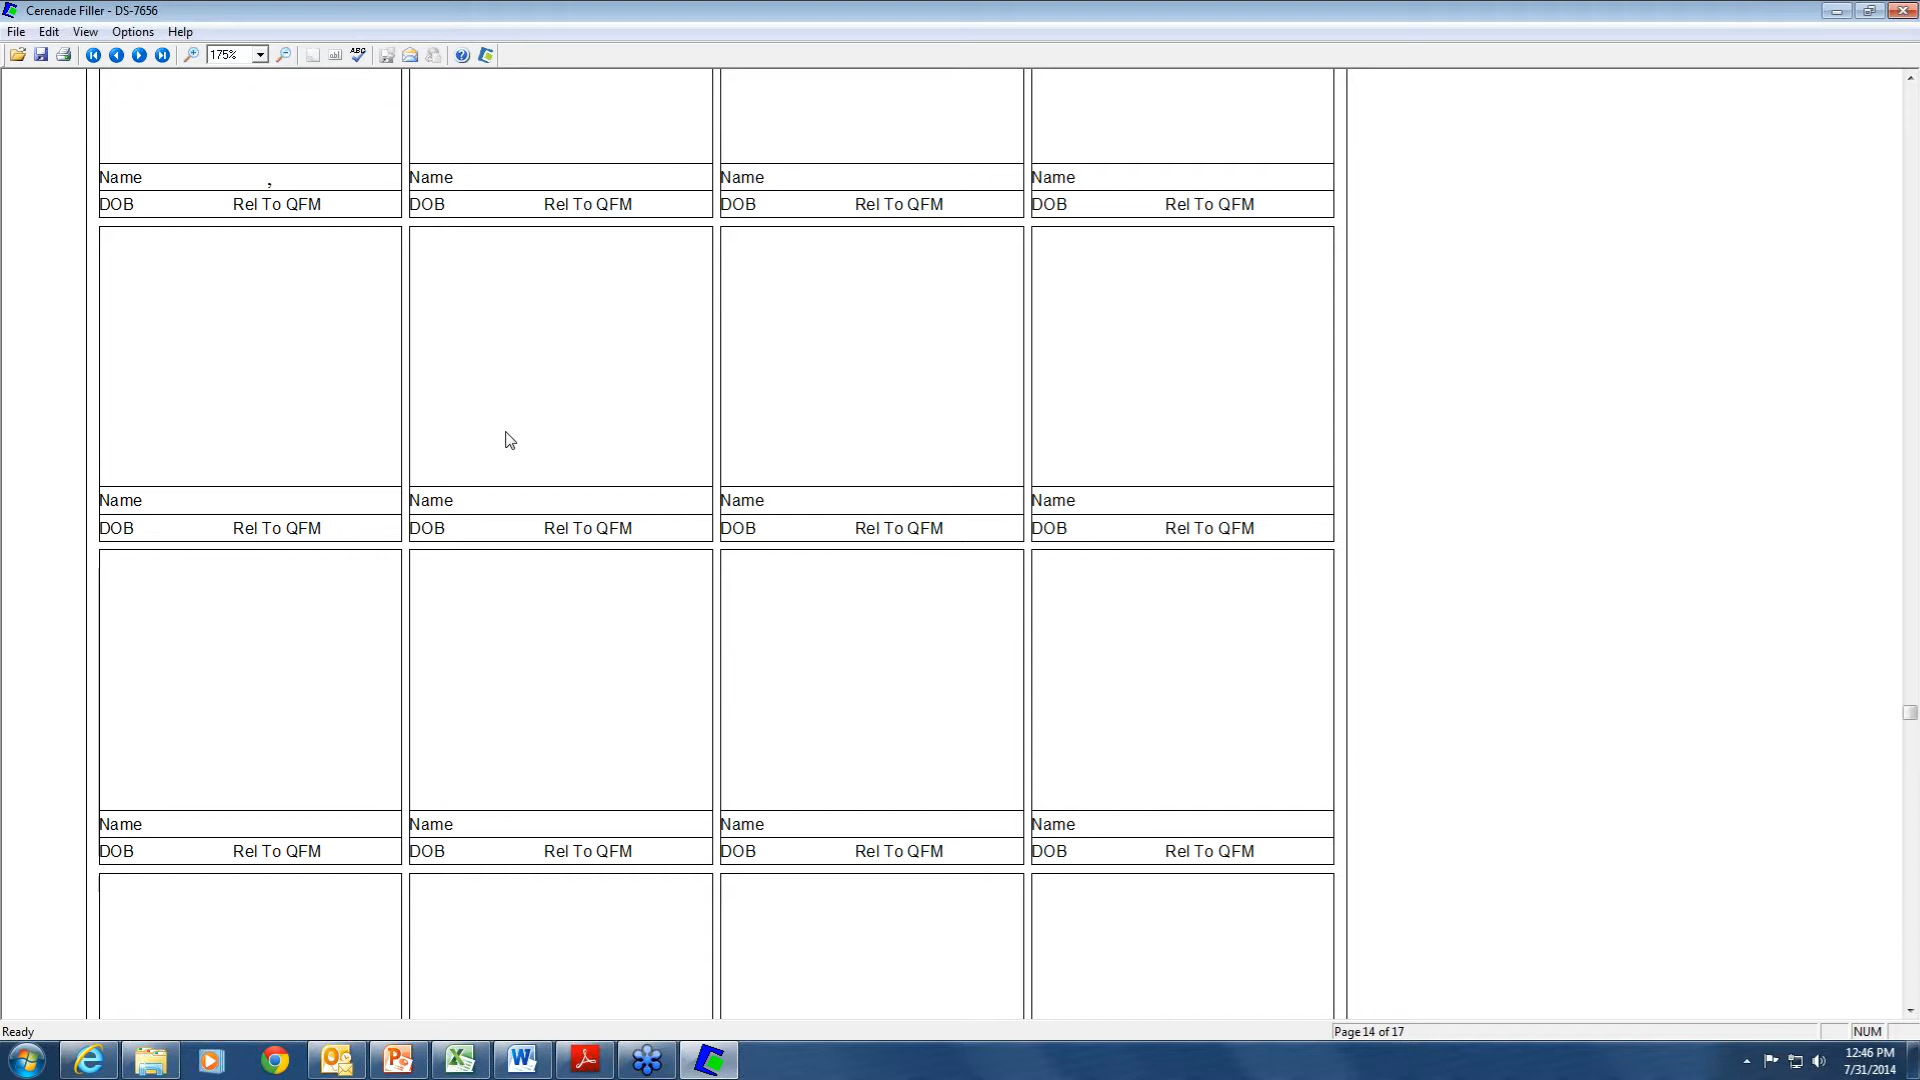 Cerenade Filler - DS-7656
File Edit View Options Help
175% ABC abl
Name , Name Name Name
DOB Rel To QFM DOB Rel To QFM DOB Rel To QFM DOB Rel To QFM
Name Name Name Name
DOB Rel To QFM DOB Rel To QFM DOB Rel To QFM DOB Rel To QFM
Name Name Name Name
DOB Rel To QFM DOB Rel To QFM DOB Rel To QFM DOB Rel To QFM
Ready Page 14 of 17 NUM
12:46 PM
7/31/2014